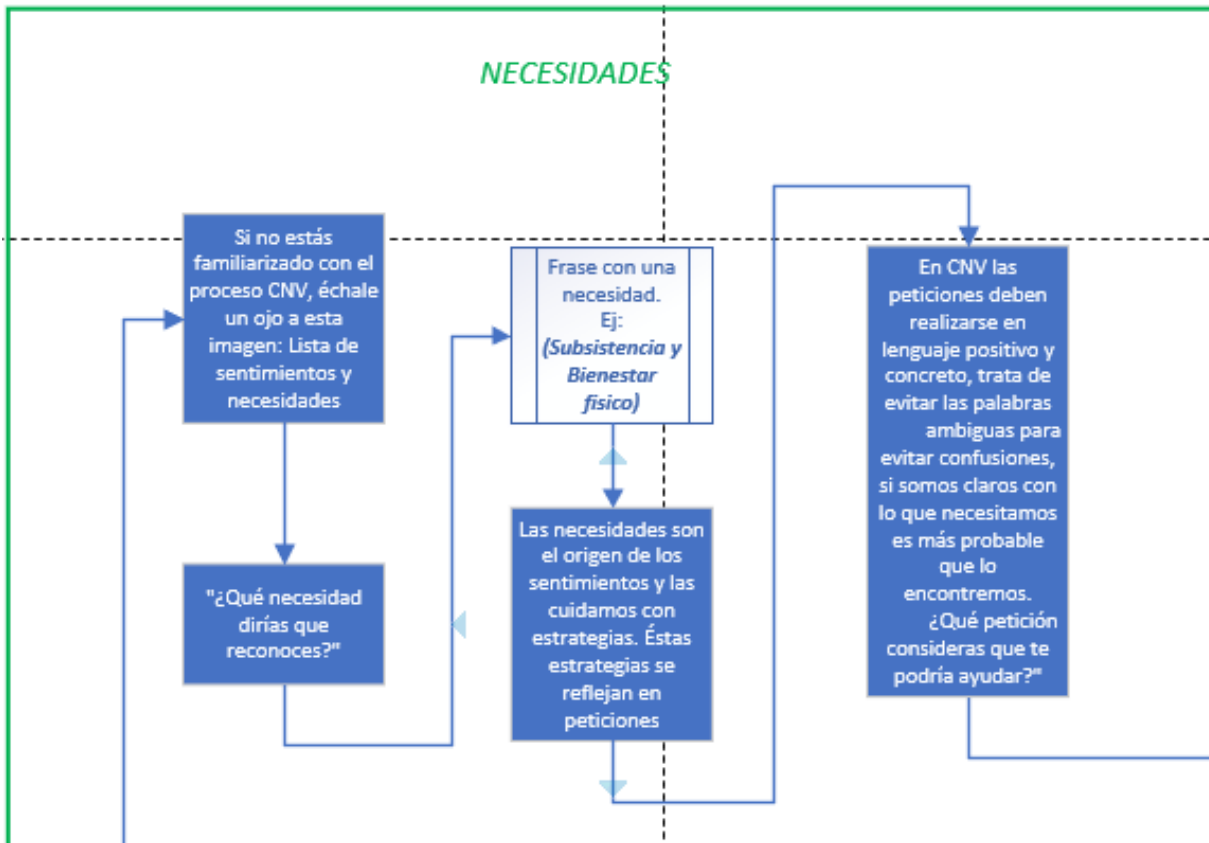 NECESIDADES
Si no estás
familiarizado con el
proceso CNV, échale
un ojo a esta
imagen: Lista de
sentimientos y
necesidades
"¿Qué necesidad
dirías que
reconoces?"
Frase con una
necesidad.
Ej:
(Subsistencia y
Bienestar
fisico)
Las necesidades son
el origen de los
sentimientos y las
cuidamos con
estrategias. Éstas
estrategias se
reflejan en
peticiones
En CNV las
peticiones deben
realizarse en
lenguaje positivo y
concreto, trata de
evitar las palabras
ambiguas para
evitar confusiones,
si somos claros con
lo que necesitamos
es más probable
que lo
encontremos.
¿Qué petición
consideras que te
podría ayudar?"